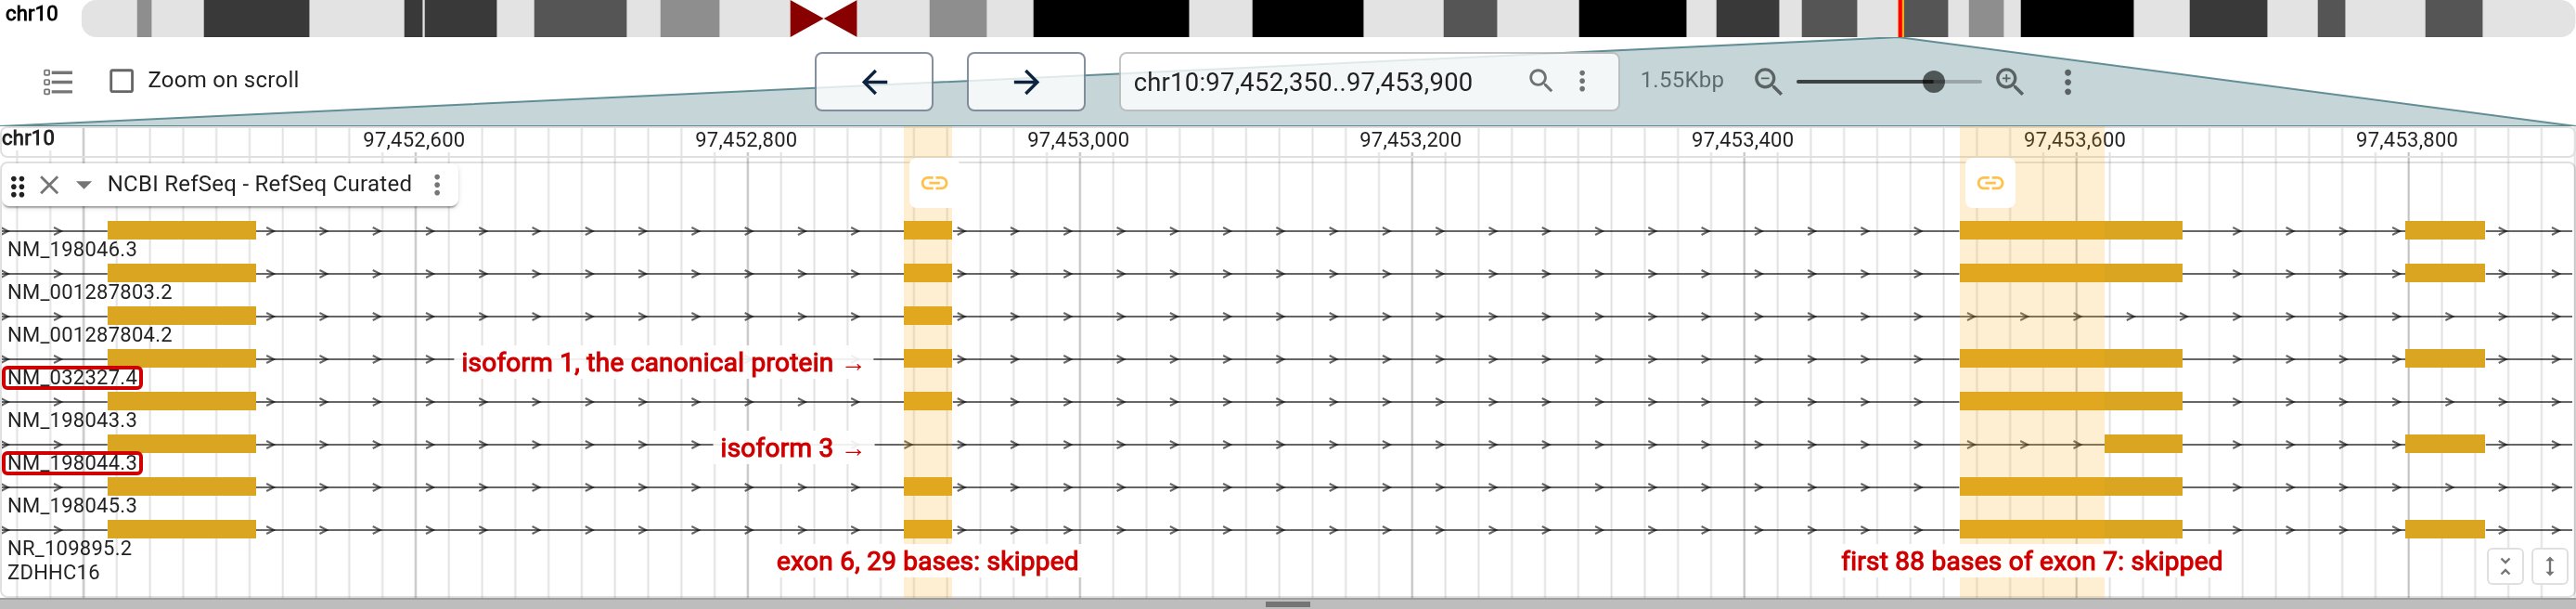 chr10
Zoom on scroll
chr10:97,452,350..97,453,900
1.55Kbp
chr10
97,452,600 97,452,800 97,453,000 97,453,200 97,453,400 97,453,600 97,453,800
NCBI RefSeq - RefSeq Curated
NM_198046.3
NM_001287803.2
NM_001287804.2
isoform 1, the canonical protein →
NM_032327.4
NM_198043.3
isoform 3 →
NM_198044.3
NM_198045.3
NR_109895.2
exon 6, 29 bases: skipped first 88 bases of exon 7: skipped
ZDHHC16